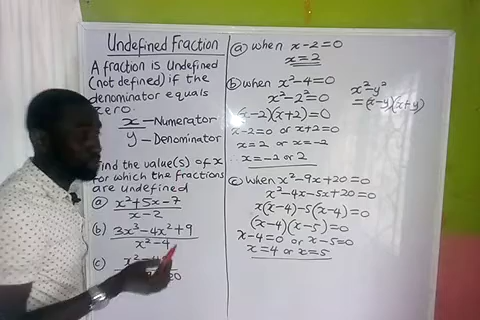 Undefined Fraction
A fraction is Undefined
(not defined) if the
denominator equals
zero.
x — Numerator
y — Denominator
Find the value(s) of x
for which the fractions
are undefined
(a) x²+5x-7
x-2
(b) 3x³-4x²+9
x²-4
(c)
(a) when x-2=0
x=2
(b) when x²-4=0
x²-2²=0
(x-2)(x+2)=0
x-2=0 or x+2=0
x=2 or x=-2
∴ x=-2 or 2
x²-y²
=(x-y)(x+y)
(c) when x²-9x+20=0
x²-4x-5x+20=0
x(x-4)-5(x-4)=0
(x-4)(x-5)=0
x-4=0 or x-5=0
x=4 or x=5